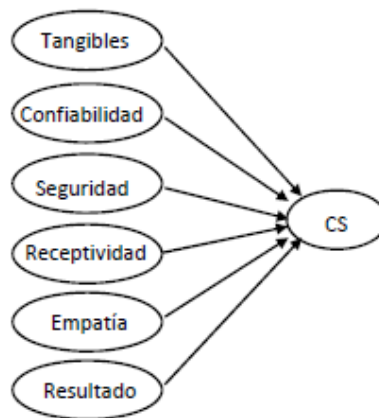 Tangibles
Confiabilidad
Seguridad
CS
Receptividad
Empatía
Resultado